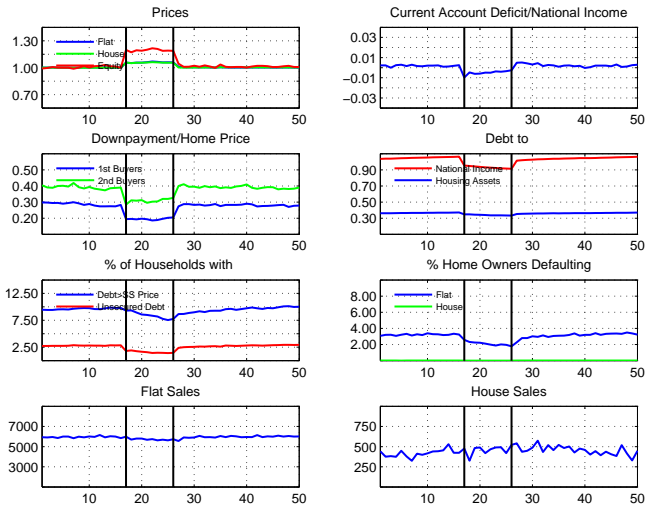 Prices
1.30
1.00
0.70
Flat
House
Equity
10 20 30 40 50
Current Account Deficit/National Income
0.03
0.01
−0.01
−0.03
10 20 30 40 50
Downpayment/Home Price
0.50
0.40
0.30
0.20
1st Buyers
2nd Buyers
10 20 30 40 50
Debt to
0.90
0.70
0.50
0.30
National Income
Housing Assets
10 20 30 40 50
% of Households with
12.50
7.50
2.50
Debt>SS Price
Unsecured Debt
10 20 30 40 50
% Home Owners Defaulting
8.00
6.00
4.00
2.00
Flat
House
10 20 30 40 50
Flat Sales
7000
5000
3000
10 20 30 40 50
House Sales
750
500
250
10 20 30 40 50